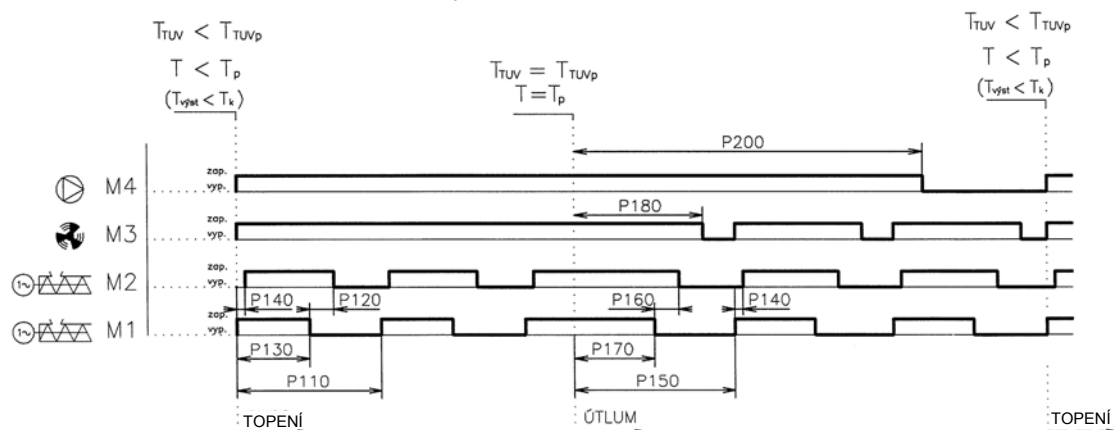 T_TUV < T_TUVp
T < T_p
(T_výst < T_k)
T_TUV = T_TUVp
T=T_p
T_TUV < T_TUVp
T < T_p
(T_výst < T_k)
P200
M4 zap.
vyp.
P180
M3 zap.
vyp.
M2 zap.
vyp.
1~
P140 P120 P160 P140
M1 zap.
vyp.
1~
P130 P170
P110 P150
TOPENÍ ÚTLUM TOPENÍ